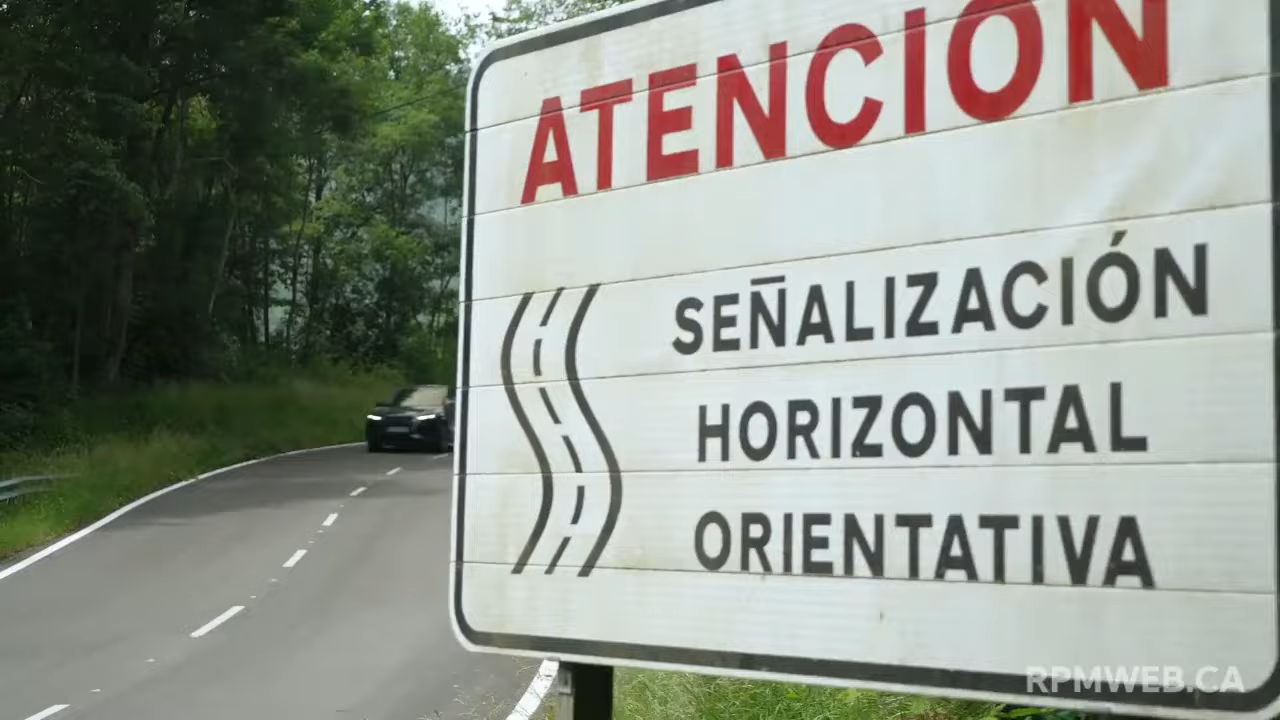 ATENCION
SEÑALIZACIÓN
HORIZONTAL
ORIENTATIVA
RPMWEB.CA